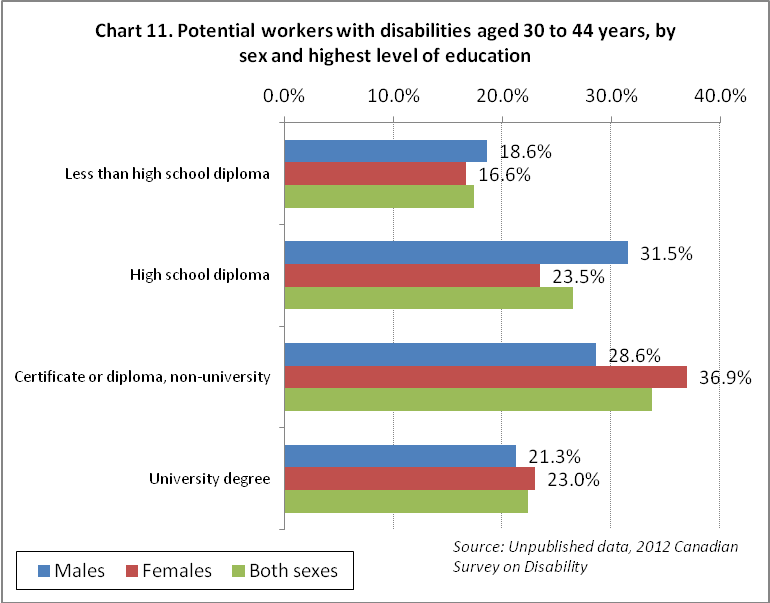 Chart 11. Potential workers with disabilities aged 30 to 44 years, by
sex and highest level of education
0.0% 10.0% 20.0% 30.0% 40.0%
Less than high school diploma
18.6%
16.6%
High school diploma
31.5%
23.5%
Certificate or diploma, non-university
28.6%
36.9%
University degree
21.3%
23.0%
Males Females Both sexes
Source: Unpublished data, 2012 Canadian
Survey on Disability